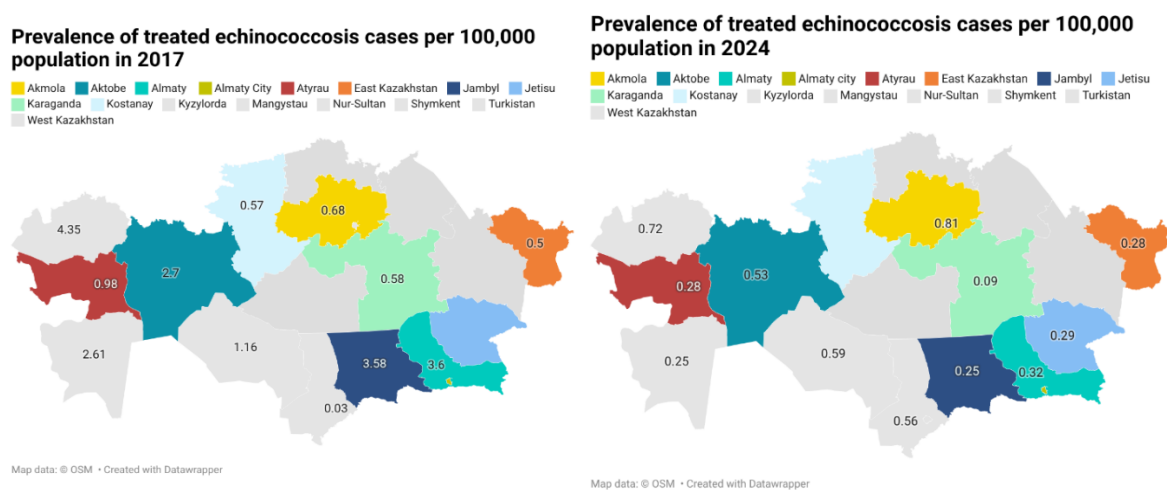 Prevalence of treated echinococcosis cases per 100,000
population in 2017
Akmola Aktobe Almaty Almaty City Atyrau East Kazakhstan Jambyl Jetisu
Karaganda Kostanay Kyzylorda Mangystau Nur-Sultan Shymkent Turkistan
West Kazakhstan
0.57
0.68
4.35
0.5
2.7
0.98
0.58
2.61
1.16
3.58
3.6
0.03
Map data: © OSM • Created with Datawrapper
Prevalence of treated echinococcosis cases per 100,000
population in 2024
Akmola Aktobe Almaty Almaty city Atyrau East Kazakhstan Jambyl Jetisu
Karaganda Kostanay Kyzylorda Mangystau Nur-Sultan Shymkent Turkistan
West Kazakhstan
0.81
0.72
0.28
0.53
0.28
0.09
0.29
0.59
0.25
0.25
0.32
0.56
Map data: © OSM • Created with Datawrapper